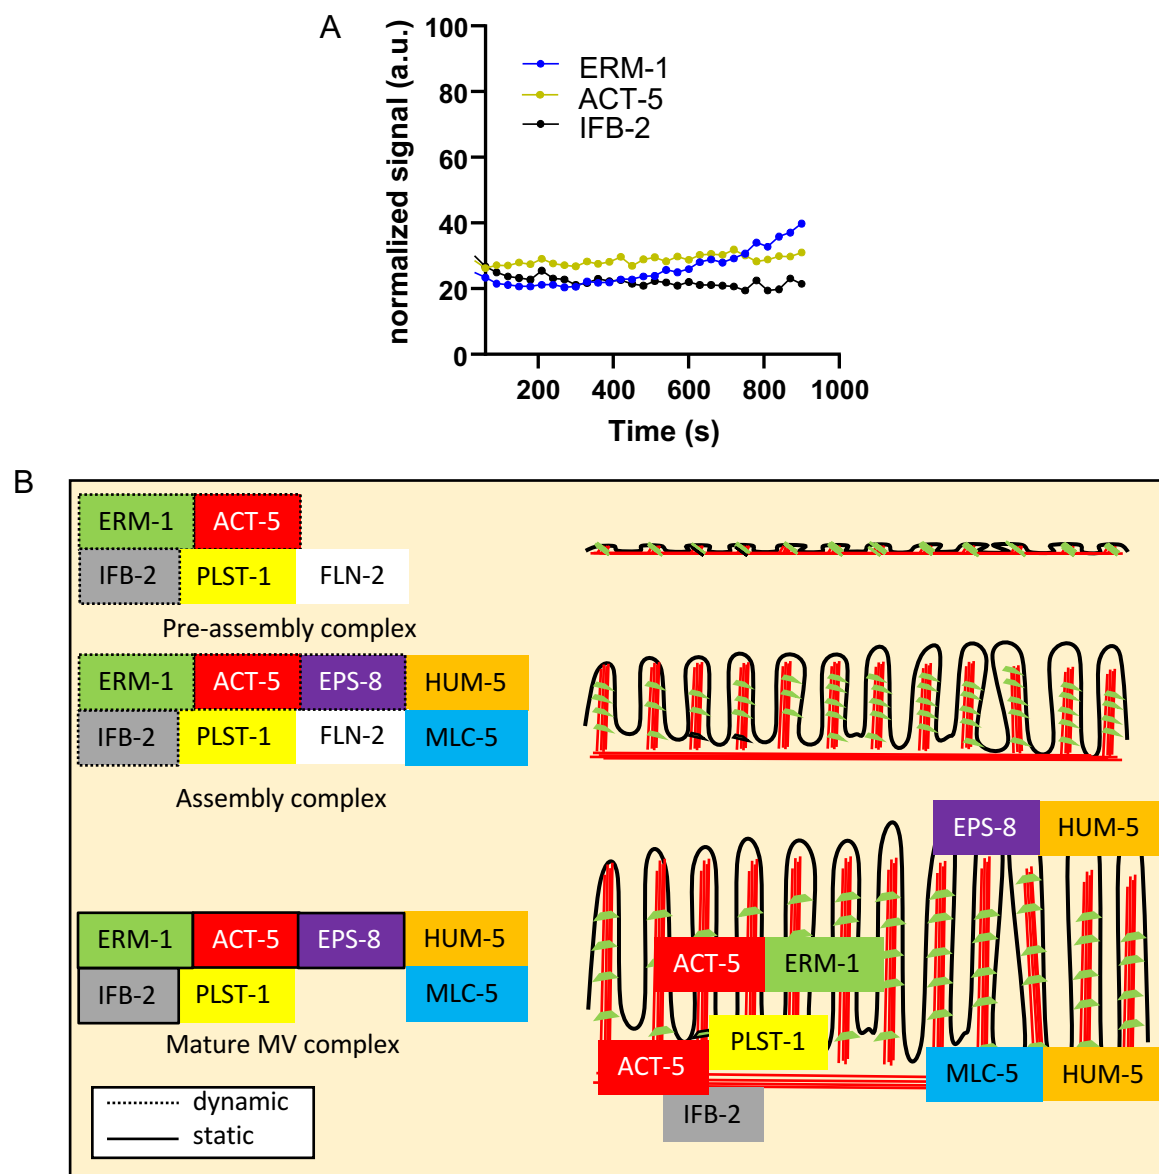 A
normalized signal (a.u.)
100
80
60
40
20
0
ERM-1
ACT-5
IFB-2
200 400 600 800 1000
Time (s)
B
ERM-1 ACT-5
IFB-2 PLST-1 FLN-2
Pre-assembly complex
ERM-1 ACT-5 EPS-8 HUM-5
IFB-2 PLST-1 FLN-2 MLC-5
Assembly complex
EPS-8 HUM-5
ERM-1 ACT-5 EPS-8 HUM-5
IFB-2 PLST-1 MLC-5
Mature MV complex
ACT-5 ERM-1
PLST-1
ACT-5 MLC-5 HUM-5
IFB-2
dynamic
static